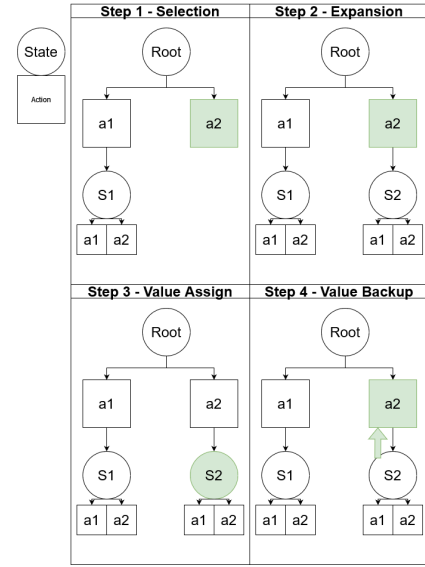 Step 1 - Selection
Step 2 - Expansion
State
Action
Root
a1
a2
S1
a1 a2
Root
a1
a2
S1
S2
a1 a2
a1 a2
Step 3 - Value Assign
Step 4 - Value Backup
Root
a1
a2
S1
S2
a1 a2
a1 a2
Root
a1
a2
S1
S2
a1 a2
a1 a2